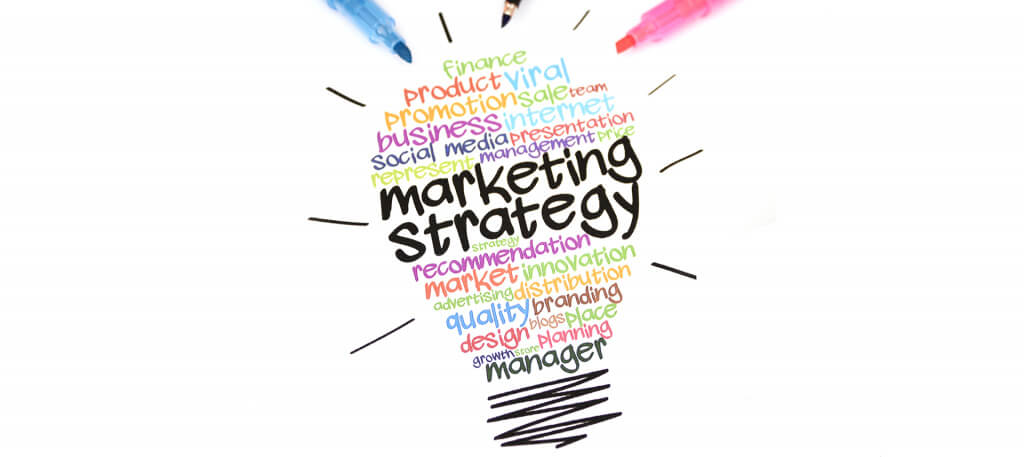 finance
product viral
promotion sale team
business internet
social media presentation
represent management price
marketing
strategy
strategy
recommendation
market innovation
advertising distribution
quality branding
design blogs place
growth store planning
manager